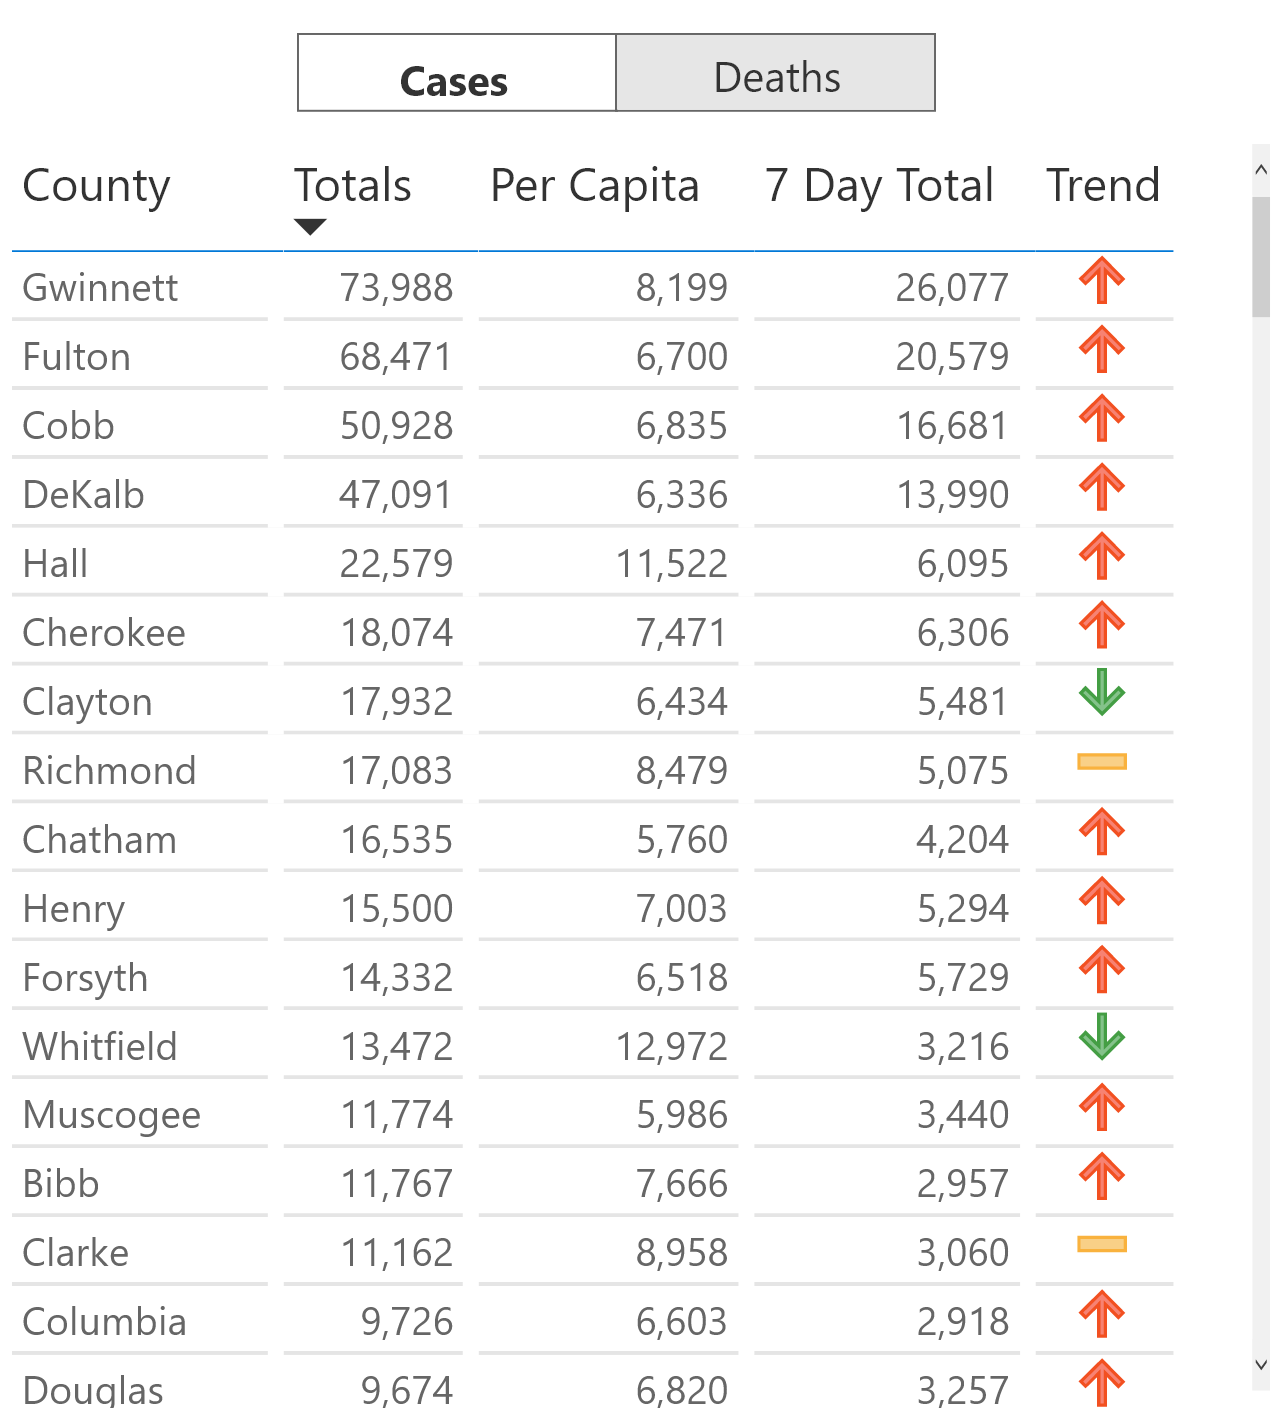 Cases Deaths
County Totals Per Capita 7 Day Total Trend
Gwinnett 73,988 8,199 26,077
Fulton 68,471 6,700 20,579
Cobb 50,928 6,835 16,681
DeKalb 47,091 6,336 13,990
Hall 22,579 11,522 6,095
Cherokee 18,074 7,471 6,306
Clayton 17,932 6,434 5,481
Richmond 17,083 8,479 5,075
Chatham 16,535 5,760 4,204
Henry 15,500 7,003 5,294
Forsyth 14,332 6,518 5,729
Whitfield 13,472 12,972 3,216
Muscogee 11,774 5,986 3,440
Bibb 11,767 7,666 2,957
Clarke 11,162 8,958 3,060
Columbia 9,726 6,603 2,918
Douglas 9,674 6,820 3,257